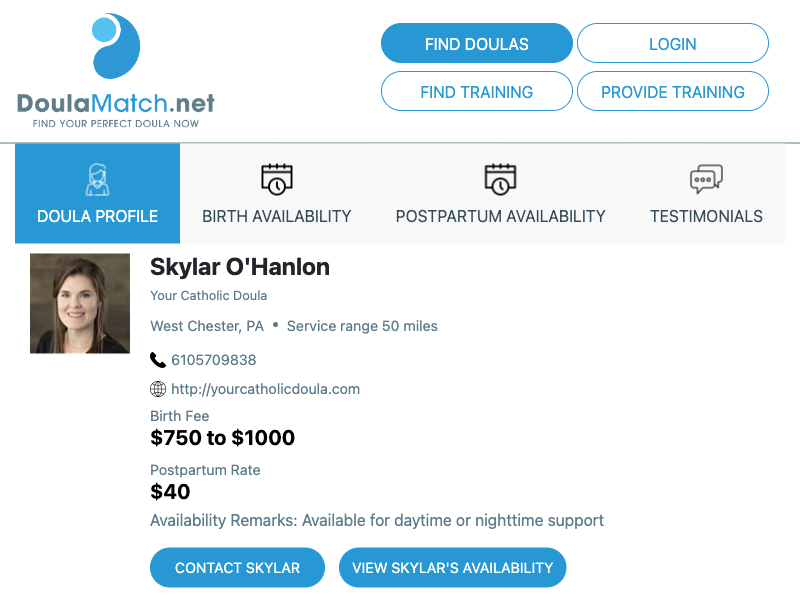 DoulaMatch.net
FIND YOUR PERFECT DOULA NOW
FIND DOULAS
LOGIN
FIND TRAINING
PROVIDE TRAINING
DOULA PROFILE
BIRTH AVAILABILITY
POSTPARTUM AVAILABILITY
TESTIMONIALS
Skylar O'Hanlon
Your Catholic Doula
West Chester, PA • Service range 50 miles
6105709838
http://yourcatholicdoula.com
Birth Fee
$750 to $1000
Postpartum Rate
$40
Availability Remarks: Available for daytime or nighttime support
CONTACT SKYLAR
VIEW SKYLAR'S AVAILABILITY